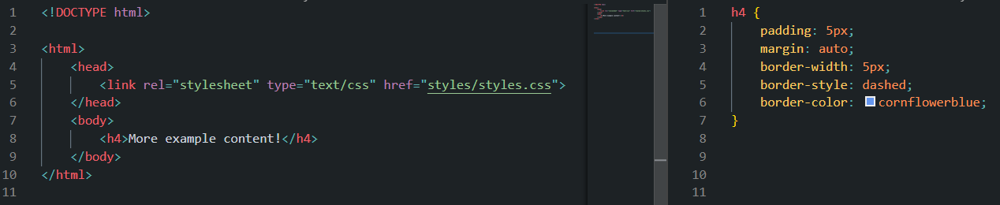 1 <!DOCTYPE html>
2
3 <html>
4     <head>
5         <link rel="stylesheet" type="text/css" href="styles/styles.css">
6     </head>
7     <body>
8         <h4>More example content!</h4>
9     </body>
10 </html>
11
1 h4 {
2     padding: 5px;
3     margin: auto;
4     border-width: 5px;
5     border-style: dashed;
6     border-color: cornflowerblue;
7 }
8
9
10
11